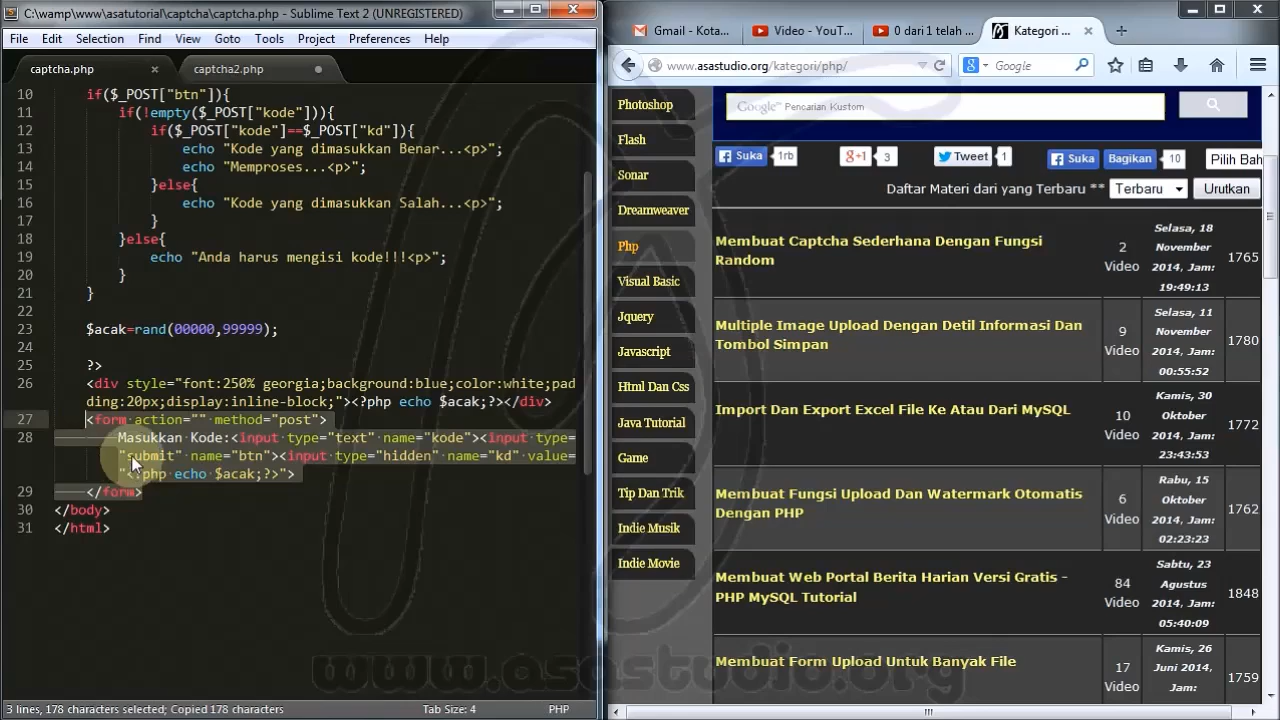 C:\wamp\www\asatutorial\captcha\captcha.php - Sublime Text 2 (UNREGISTERED)
File Edit Selection Find View Goto Tools Project Preferences Help
captcha.php × captcha2.php
10 if($_POST["btn"]){
11 if(!empty($_POST["kode"])){
12 if($_POST["kode"]==$_POST["kd"]){
13 echo "Kode yang dimasukkan Benar...<p>";
14 echo "Memproses...<p>";
15 }else{
16 echo "Kode yang dimasukkan Salah...<p>";
17 }
18 }else{
19 echo "Anda harus mengisi kode!!!<p>";
20 }
21 }
22
23 $acak=rand(00000,99999);
24
25 ?>
26 <div style="font:250% georgia;background:blue;color:white;pad
ding:20px;display:inline-block;"><?php echo $acak;?></div>
27 <form action="" method="post">
28 Masukkan Kode:<input type="text" name="kode"><input type=
"submit" name="btn"><input type="hidden" name="kd" value=
"<?php echo $acak;?>">
29 </form>
30 </body>
31 </html>
3 lines, 178 characters selected; Copied 178 characters Tab Size: 4 PHP
Gmail - Kota... Video - YouT... 0 dari 1 telah ... Kategori ... × +
www.asastudio.org/kategori/php/ Google
Photoshop
Flash
Sonar
Dreamweaver
Php
Visual Basic
Jquery
Javascript
Html Dan Css
Java Tutorial
Game
Tip Dan Trik
Indie Musik
Indie Movie
Google Pencarian Kustom
Suka 1rb g+1 3 Tweet 1 Suka Bagikan 10 Pilih Bah
Daftar Materi dari yang Terbaru ** Terbaru Urutkan
Membuat Captcha Sederhana Dengan Fungsi
Random
2
Video
Selasa, 18
November
2014, Jam:
19:49:13
1765
Multiple Image Upload Dengan Detil Informasi Dan
Tombol Simpan
9
Video
Selasa, 11
November
2014, Jam:
00:55:52
1780
Import Dan Export Excel File Ke Atau Dari MySQL
10
Video
Kamis, 30
Oktober
2014, Jam:
23:43:53
1772
Membuat Fungsi Upload Dan Watermark Otomatis
Dengan PHP
6
Video
Rabu, 15
Oktober
2014, Jam:
02:23:23
1762
Membuat Web Portal Berita Harian Versi Gratis -
PHP MySQL Tutorial
84
Video
Sabtu, 23
Agustus
2014, Jam:
05:40:09
1848
Membuat Form Upload Untuk Banyak File
17
Video
Kamis, 26
Juni 2014,
Jam:
1759
www.asastudio.org